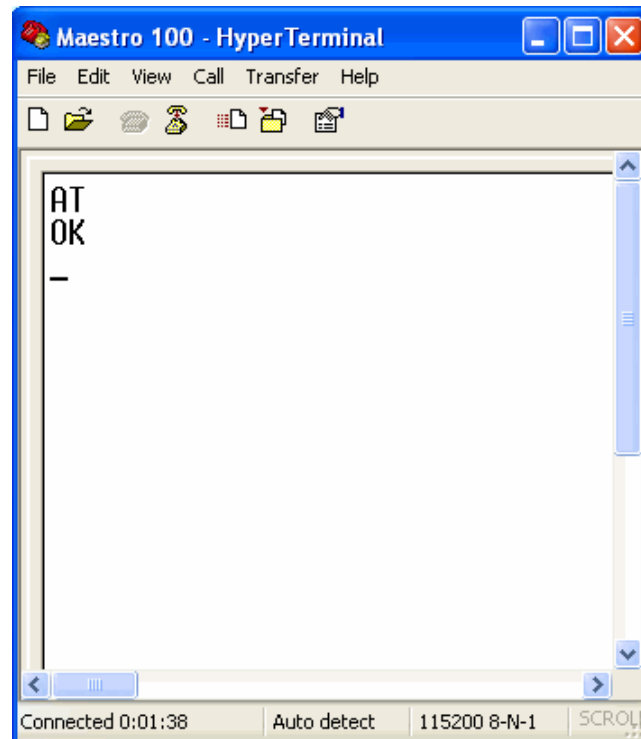 Maestro 100 - HyperTerminal
File Edit View Call Transfer Help
AT
OK
_
Connected 0:01:38 Auto detect 115200 8-N-1 SCROLL